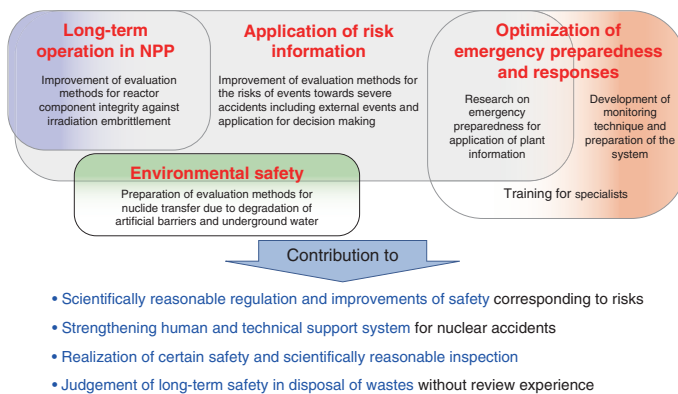 Long-term
operation in NPP
Improvement of evaluation
methods for reactor
component integrity against
irradiation embrittlement
Application of risk
information
Improvement of evaluation methods for
the risks of events towards severe
accidents including external events and
application for decision making
Optimization of
emergency preparedness
and responses
Research on
emergency
preparedness for
application of plant
information
Development of
monitoring
technique and
preparation of the
system
Training for specialists
Environmental safety
Preparation of evaluation methods for
nuclide transfer due to degradation of
artificial barriers and underground water
Contribution to
• Scientifically reasonable regulation and improvements of safety corresponding to risks
• Strengthening human and technical support system for nuclear accidents
• Realization of certain safety and scientifically reasonable inspection
• Judgement of long-term safety in disposal of wastes without review experience